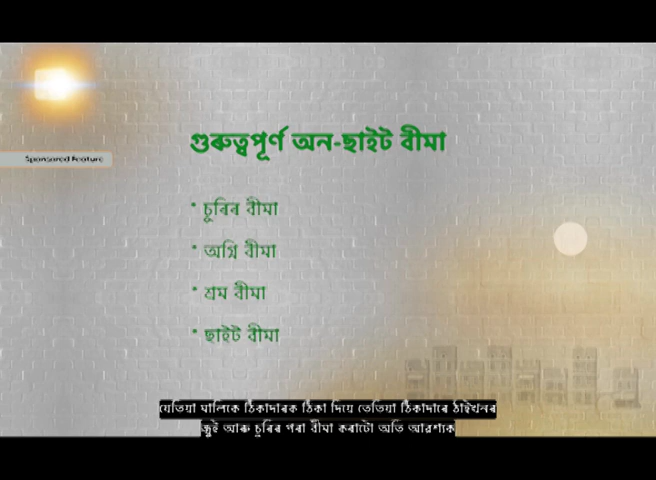 গুৰুত্বপূৰ্ণ অন-ছাইট বীমা
Sponsored Feature
* চুৰিৰ বীমা
* অগ্নি বীমা
* শ্ৰম বীমা
* ছাইট বীমা
যেতিয়া মালিকে ঠিকাদাৰক ঠিকা দিয়ে তেতিয়া ঠিকাদাৰে ঠাইখনৰ
জুই আৰু চুৰিৰ পৰা বীমা কৰাটো অতি আৱশ্যক